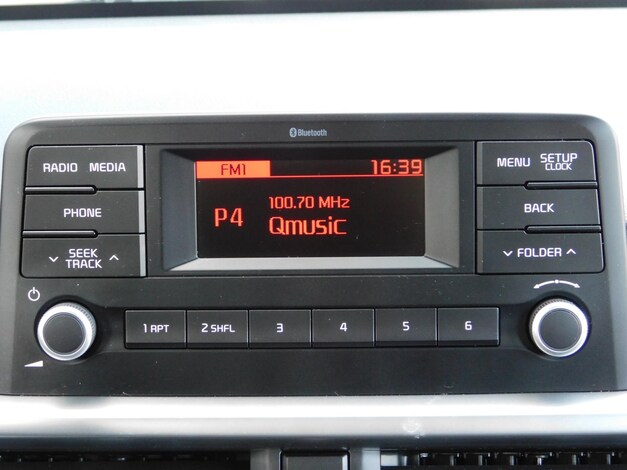 Bluetooth
RADIO MEDIA
PHONE
SEEK
TRACK
FM1 16:39
100.70 MHz
P4 Qmusic
MENU SETUP
CLOCK
BACK
FOLDER
1 RPT 2 SHFL 3 4 5 6